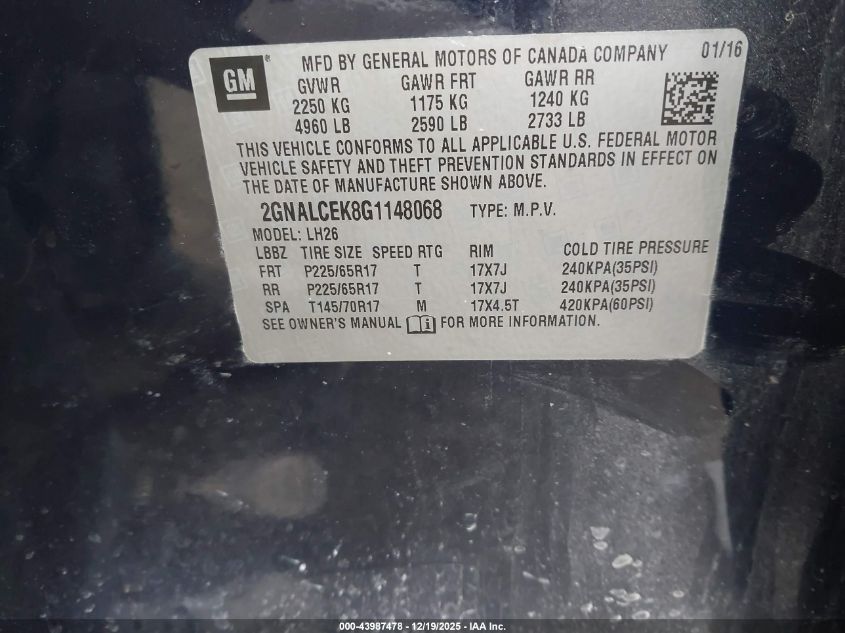 GM
MFD BY GENERAL MOTORS OF CANADA COMPANY 01/16
GVWR GAWR FRT GAWR RR
2250 KG 1175 KG 1240 KG
4960 LB 2590 LB 2733 LB
THIS VEHICLE CONFORMS TO ALL APPLICABLE U.S. FEDERAL MOTOR
VEHICLE SAFETY AND THEFT PREVENTION STANDARDS IN EFFECT ON
THE DATE OF MANUFACTURE SHOWN ABOVE.
2GNALCEK8G1148068 TYPE: M.P.V.
MODEL: LH26
LBBZ TIRE SIZE SPEED RTG RIM COLD TIRE PRESSURE
FRT P225/65R17 T 17X7J 240KPA(35PSI)
RR P225/65R17 T 17X7J 240KPA(35PSI)
SPA T145/70R17 M 17X4.5T 420KPA(60PSI)
SEE OWNER'S MANUAL FOR MORE INFORMATION.
000-43987478 - 12/19/2025 - IAA Inc.